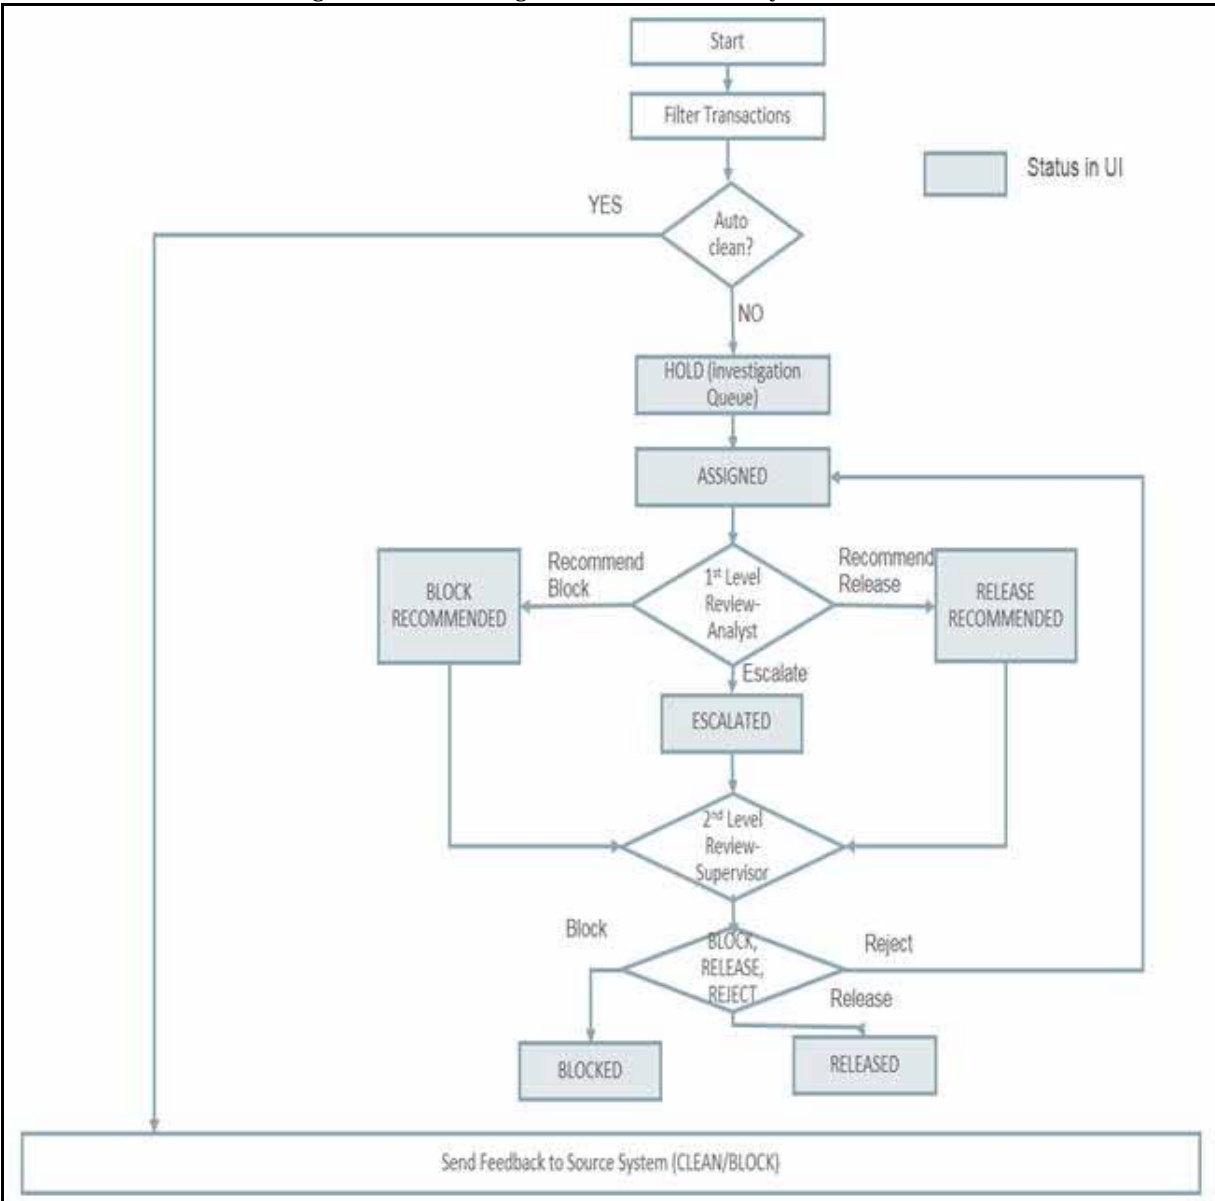 Start
Filter Transactions
Status in UI
YES
Auto
clean?
NO
HOLD (investigation
Queue)
ASSIGNED
Recommend
Block
1st Level
Review-
Analyst
Recommend
Release
BLOCK
RECOMMENDED
RELEASE
RECOMMENDED
Escalate
ESCALATED
2nd Level
Review-
Supervisor
Block
BLOCK,
RELEASE,
REJECT
Reject
Release
BLOCKED
RELEASED
Send Feedback to Source System (CLEAN/BLOCK)